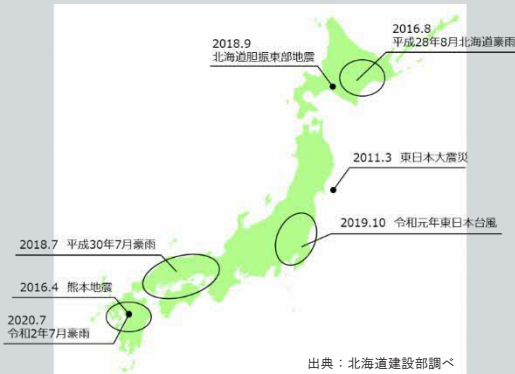 2016.8
平成28年8月北海道豪雨
2018.9
北海道胆振東部地震
2011.3 東日本大震災
2019.10 令和元年東日本台風
2018.7 平成30年7月豪雨
2016.4 熊本地震
2020.7
令和2年7月豪雨
出典：北海道建設部調べ